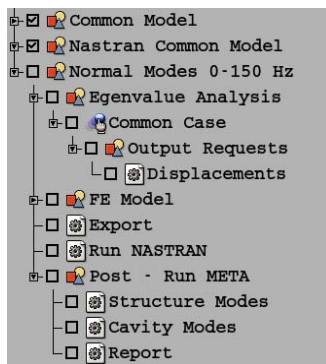 Common Model
Nastran Common Model
Normal Modes 0-150 Hz
Egenvalue Analysis
Common Case
Output Requests
Displacements
FE Model
Export
Run NASTRAN
Post - Run META
Structure Modes
Cavity Modes
Report